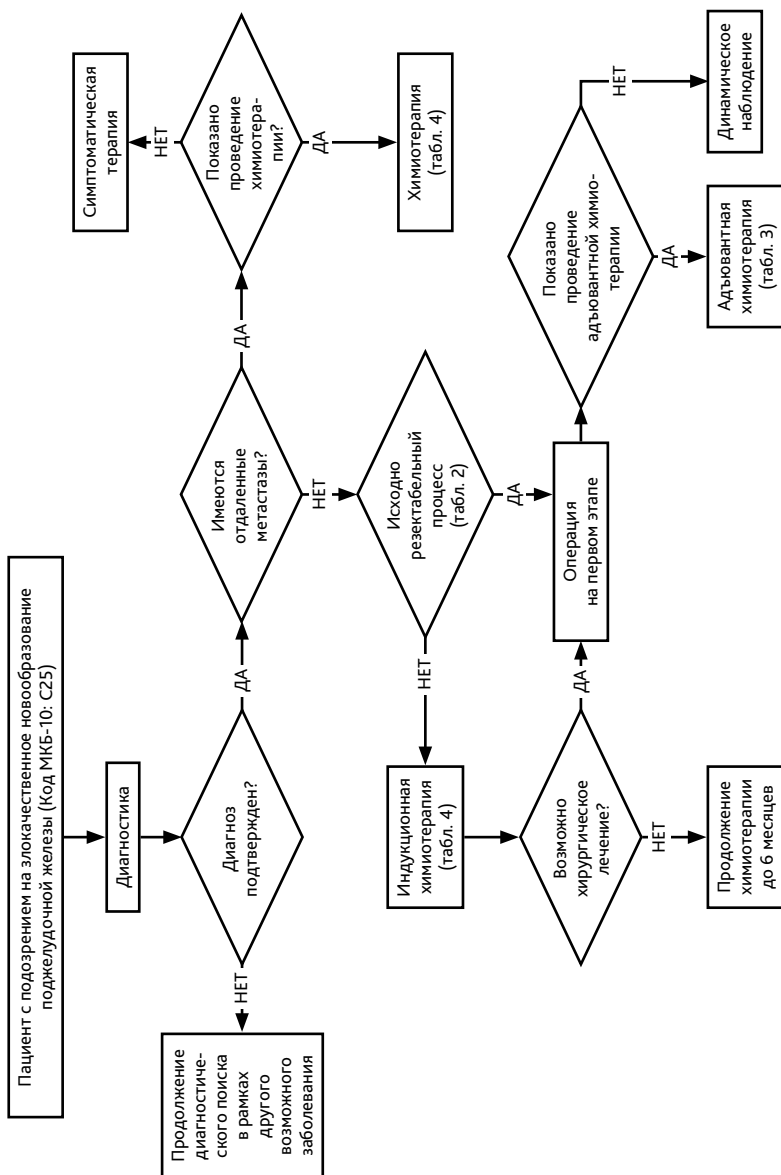 Пациент с подозрением на злокачественное новообразование
поджелудочной железы (Код МКБ-10: C25)
Диагностика
Диагноз
подтвержден?
НЕТ
Продолжение
диагностиче-
ского поиска
в рамках
другого
возможного
заболевания
ДА
Имеются
отдаленные
метастазы?
ДА
Показано
проведение
химиотера-
пии?
НЕТ
Симптоматическая
терапия
ДА
Химиотерапия
(табл. 4)
НЕТ
Исходно
резектабельный
процесс
(табл. 2)
НЕТ
Индукционная
химиотерапия
(табл. 4)
Возможно
хирургическое
лечение?
НЕТ
Продолжение
химиотерапии
до 6 месяцев
ДА
ДА
Операция
на первом этапе
Показано
проведение
адъювантной химио-
терапии
ДА
Адъювантная
химиотерапия
(табл. 3)
НЕТ
Динамическое
наблюдение